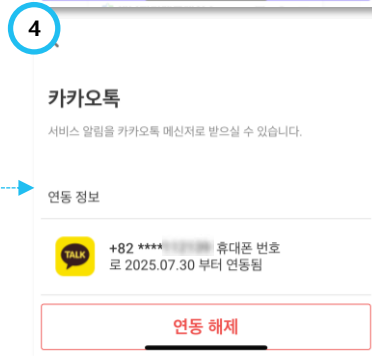 4
카카오톡
서비스 알림을 카카오톡 메신저로 받으실 수 있습니다.
연동 정보
TALK
+82 **** 휴대폰 번호
로 2025.07.30 부터 연동됨
연동 해제